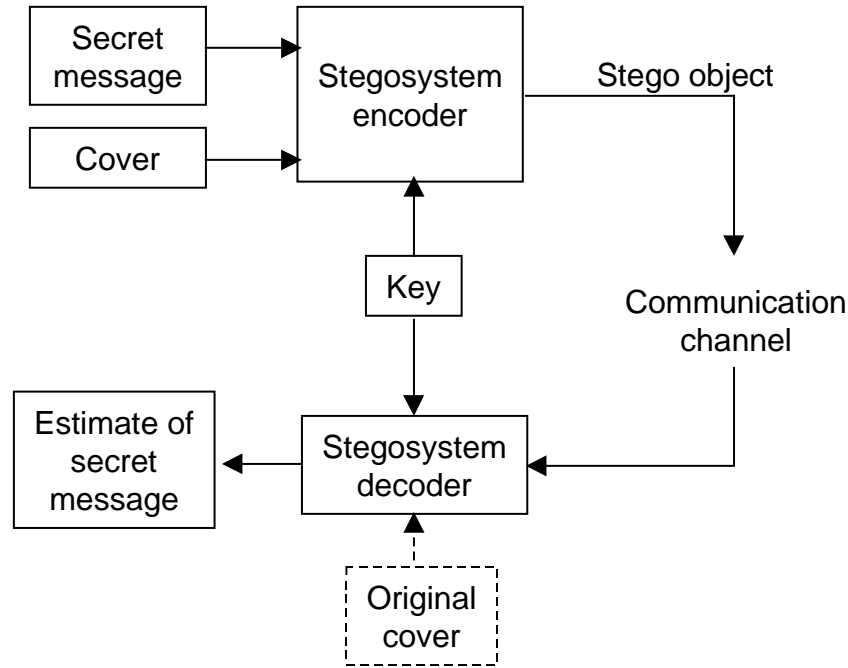 Secret
message
Cover
Stegosystem
encoder
Stego object
Key
Communication
channel
Estimate of
secret
message
Stegosystem
decoder
Original
cover